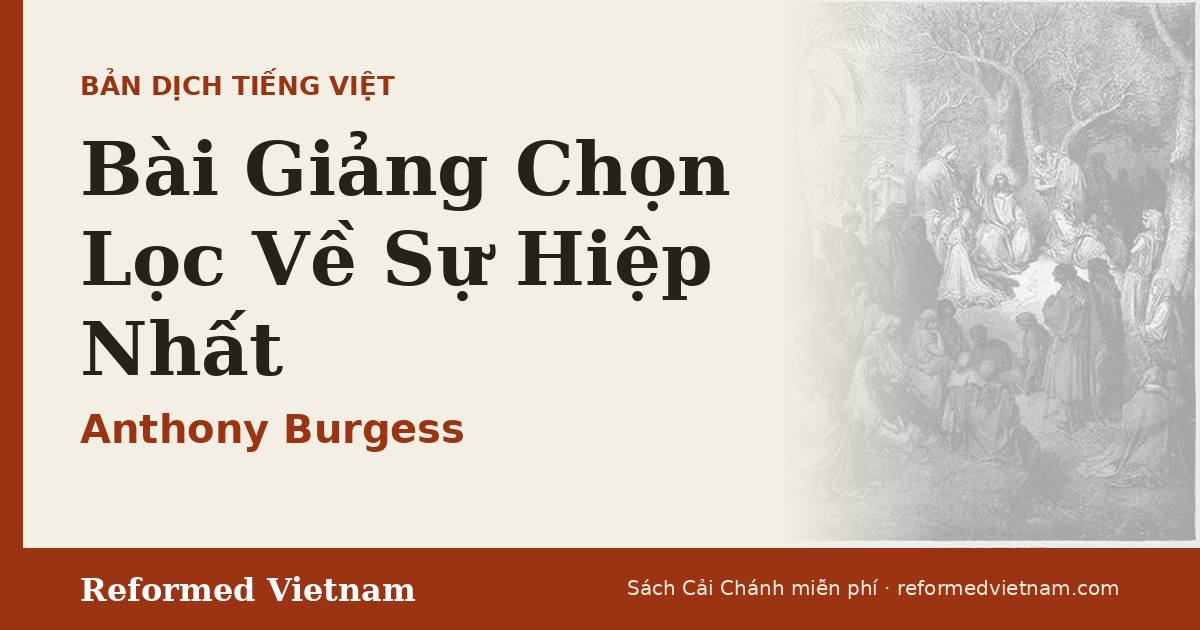 BẢN DỊCH TIẾNG VIỆT
Bài Giảng Chọn
Lọc Về Sự Hiệp
Nhất
Anthony Burgess
Reformed Vietnam
Sách Cải Chánh miễn phí · reformedvietnam.com